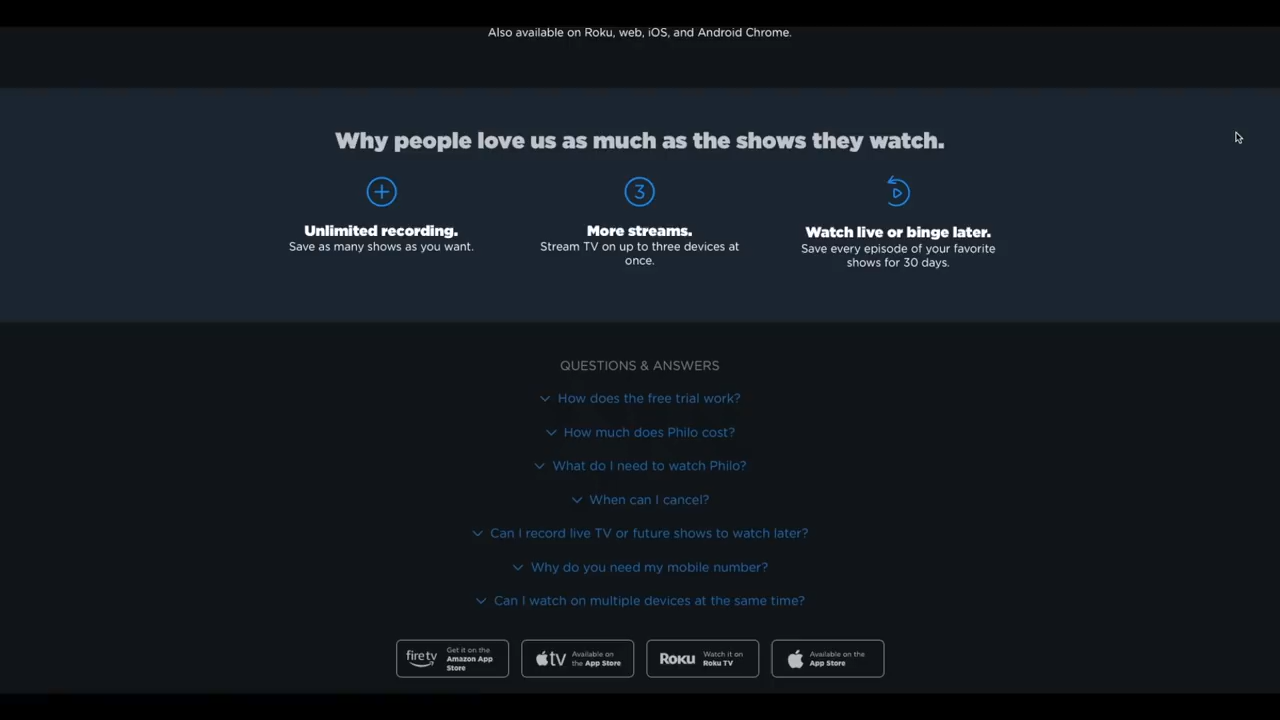 Also available on Roku, web, iOS, and Android Chrome.
Why people love us as much as the shows they watch.
3
Unlimited recording.
Save as many shows as you want.
More streams.
Stream TV on up to three devices at
once.
Watch live or binge later.
Save every episode of your favorite
shows for 30 days.
QUESTIONS & ANSWERS
How does the free trial work?
How much does Philo cost?
What do I need to watch Philo?
When can I cancel?
Can I record live TV or future shows to watch later?
Why do you need my mobile number?
Can I watch on multiple devices at the same time?
fire tv
Get it on the
Amazon App
Store
tv
Available on
the App Store
ROKU
Watch it on
Roku TV
Available on the
App Store